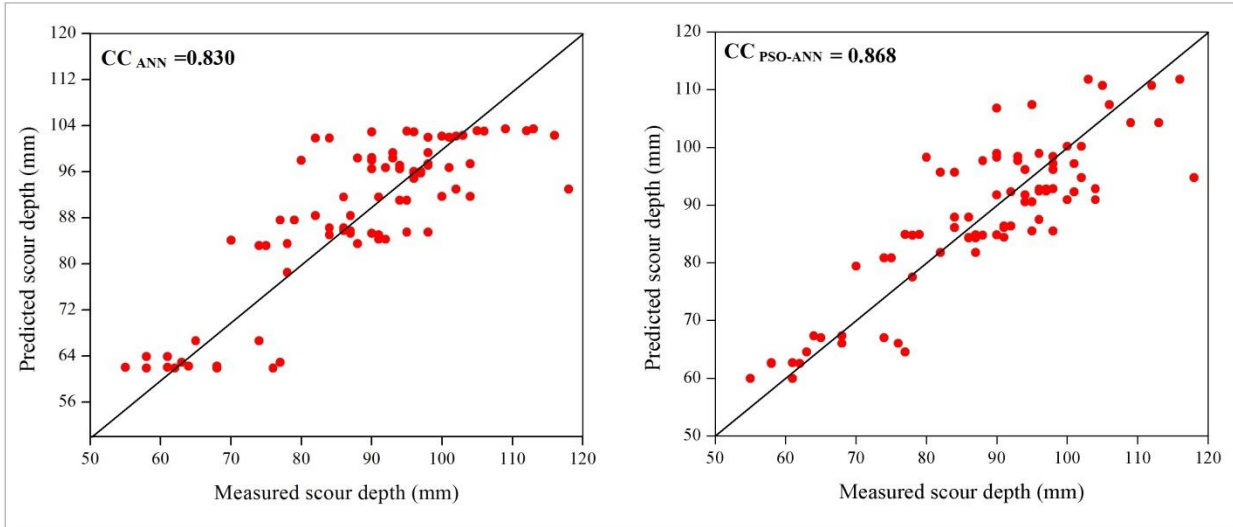 CC ANN =0.830
Predicted scour depth (mm)
120
112
104
96
88
80
72
64
56
50 60 70 80 90 100 110 120
Measured scour depth (mm)
CC PSO-ANN = 0.868
Predicted scour depth (mm)
120
110
100
90
80
70
60
50
50 60 70 80 90 100 110 120
Measured scour depth (mm)